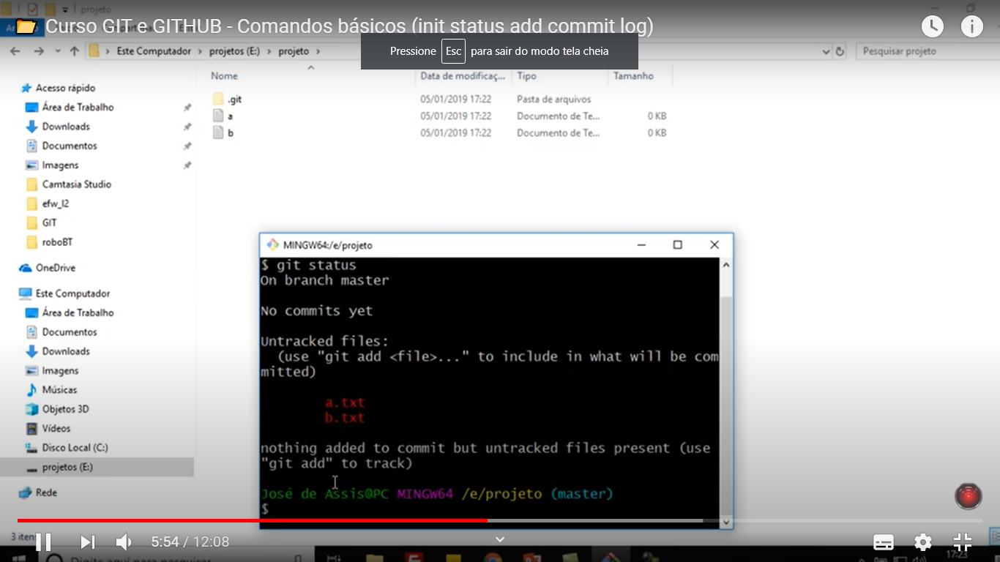 projeto
Curso GIT e GITHUB - Comandos básicos (init status add commit log)
Pressione Esc para sair do modo tela cheia
Este Computador > projetos (E:) > projeto >
Pesquisar projeto
Nome
Data de modificaç...
Tipo
Tamanho
.git 05/01/2019 17:22 Pasta de arquivos
a 05/01/2019 17:22 Documento de Te... 0 KB
b 05/01/2019 17:22 Documento de Te... 0 KB
Acesso rápido
Área de Trabalho
Downloads
Documentos
Imagens
Camtasia Studio
efw_l2
GIT
roboBT
OneDrive
Este Computador
Área de Trabalho
Documentos
Downloads
Imagens
Músicas
Objetos 3D
Vídeos
Disco Local (C:)
projetos (E:)
Rede
MINGW64:/e/projeto
$ git status
On branch master
No commits yet
Untracked files:
(use "git add <file>..." to include in what will be com
mitted)
a.txt
b.txt
nothing added to commit but untracked files present (use
"git add" to track)
José de Assis@PC MINGW64 /e/projeto (master)
$
3 itens
5:54 / 12:08
Digite aqui para pesquisar
17:23